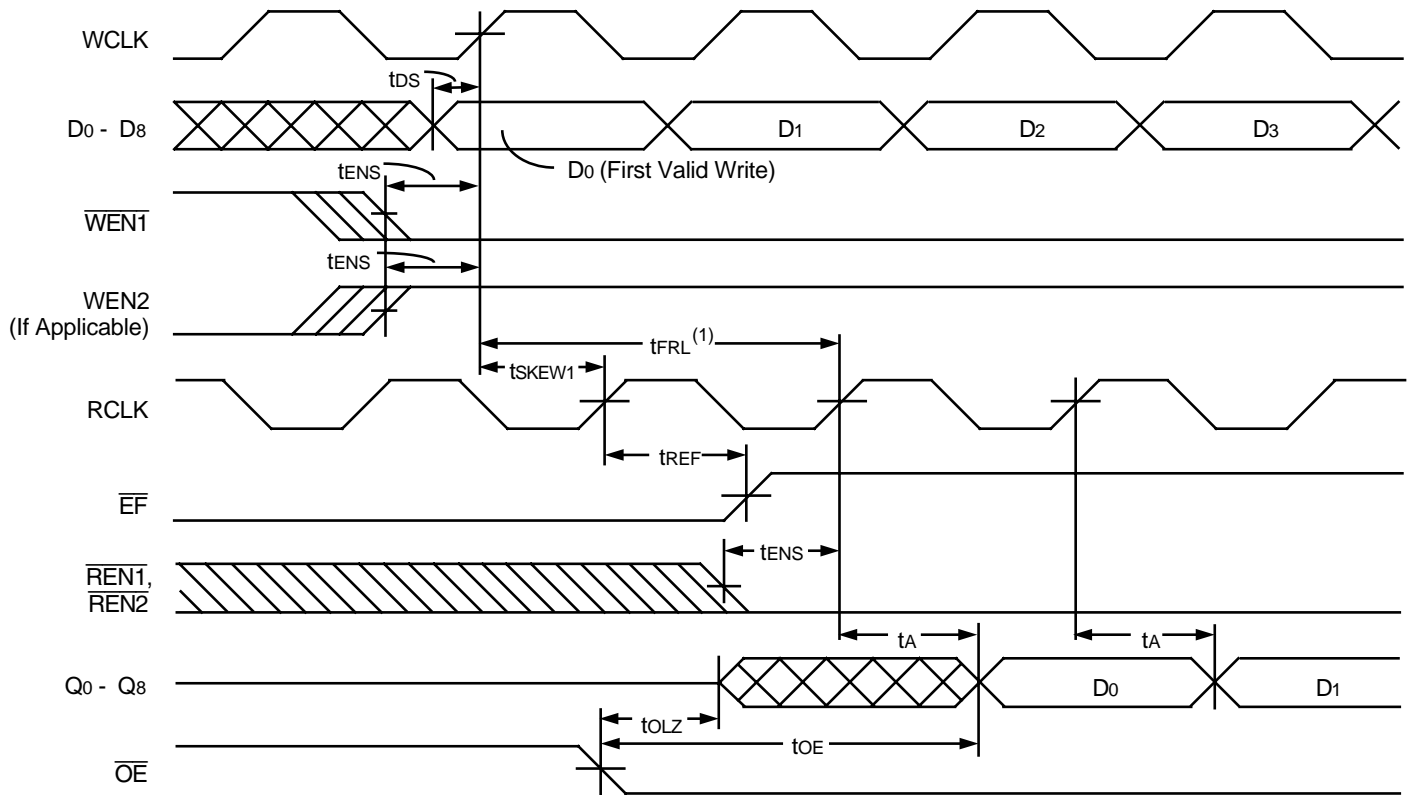 WCLK
tDS
D0 - D8
D1
D2
D3
D0 (First Valid Write)
tENS
WEN1
tENS
WEN2
(If Applicable)
tFRL(1)
tSKEW1
RCLK
tREF
EF
tENS
REN1,
REN2
tA
tA
Q0 - Q8
D0
D1
tOLZ
tOE
OE